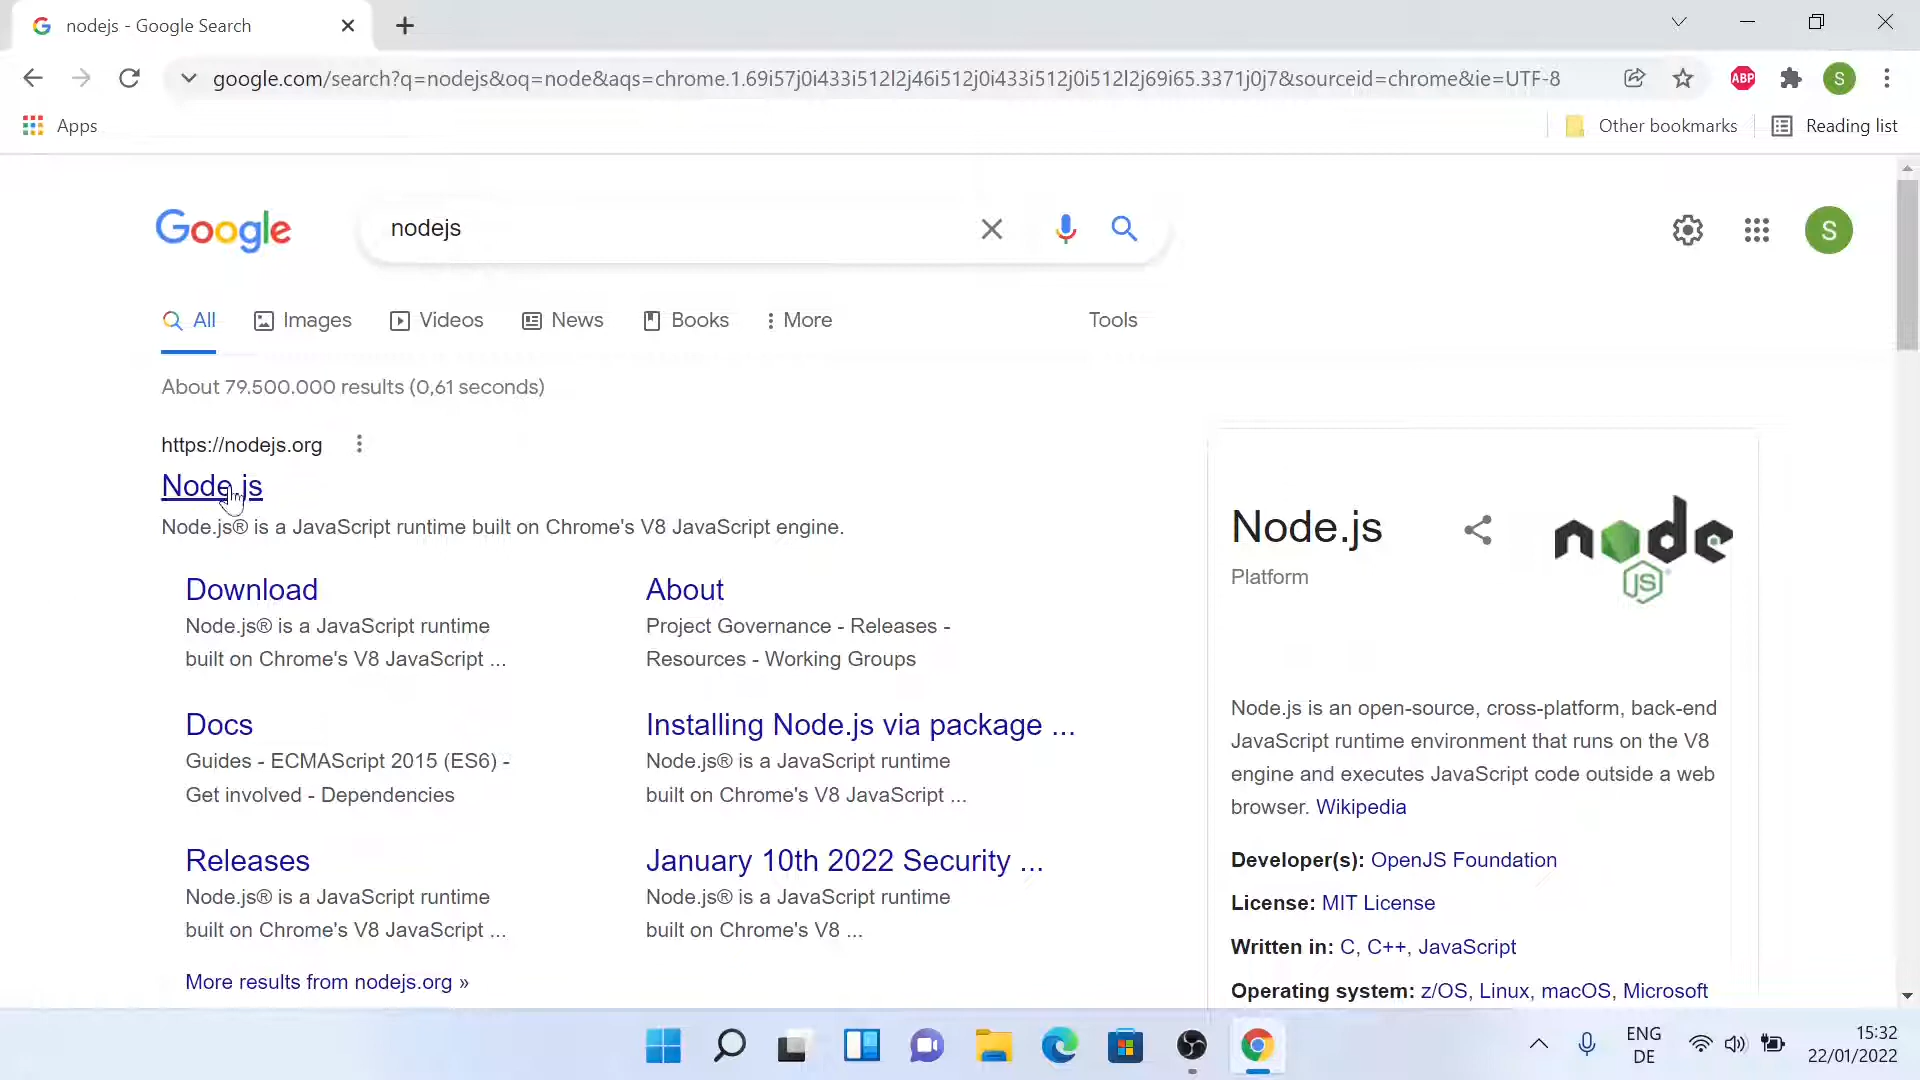 nodejs - Google Search
google.com/search?q=nodejs&oq=node&aqs=chrome.1.69i57j0i433i512l2j46i512j0i433i512j0i512l2j69i65.3371j0j7&sourceid=chrome&ie=UTF-8
ABP
S
Apps
Other bookmarks
Reading list
Google
nodejs
S
All
Images
Videos
News
Books
More
Tools
About 79.500.000 results (0,61 seconds)
https://nodejs.org
Node.js
Node.js® is a JavaScript runtime built on Chrome's V8 JavaScript engine.
Download
Node.js® is a JavaScript runtime
built on Chrome's V8 JavaScript ...
About
Project Governance - Releases -
Resources - Working Groups
Docs
Guides - ECMAScript 2015 (ES6) -
Get involved - Dependencies
Installing Node.js via package ...
Node.js® is a JavaScript runtime
built on Chrome's V8 JavaScript ...
Releases
Node.js® is a JavaScript runtime
built on Chrome's V8 JavaScript ...
January 10th 2022 Security ...
Node.js® is a JavaScript runtime
built on Chrome's V8 ...
More results from nodejs.org »
Node.js
Platform
node
JS
Node.js is an open-source, cross-platform, back-end
JavaScript runtime environment that runs on the V8
engine and executes JavaScript code outside a web
browser. Wikipedia
Developer(s): OpenJS Foundation
License: MIT License
Written in: C, C++, JavaScript
Operating system: z/OS, Linux, macOS, Microsoft
ENG
DE
15:32
22/01/2022